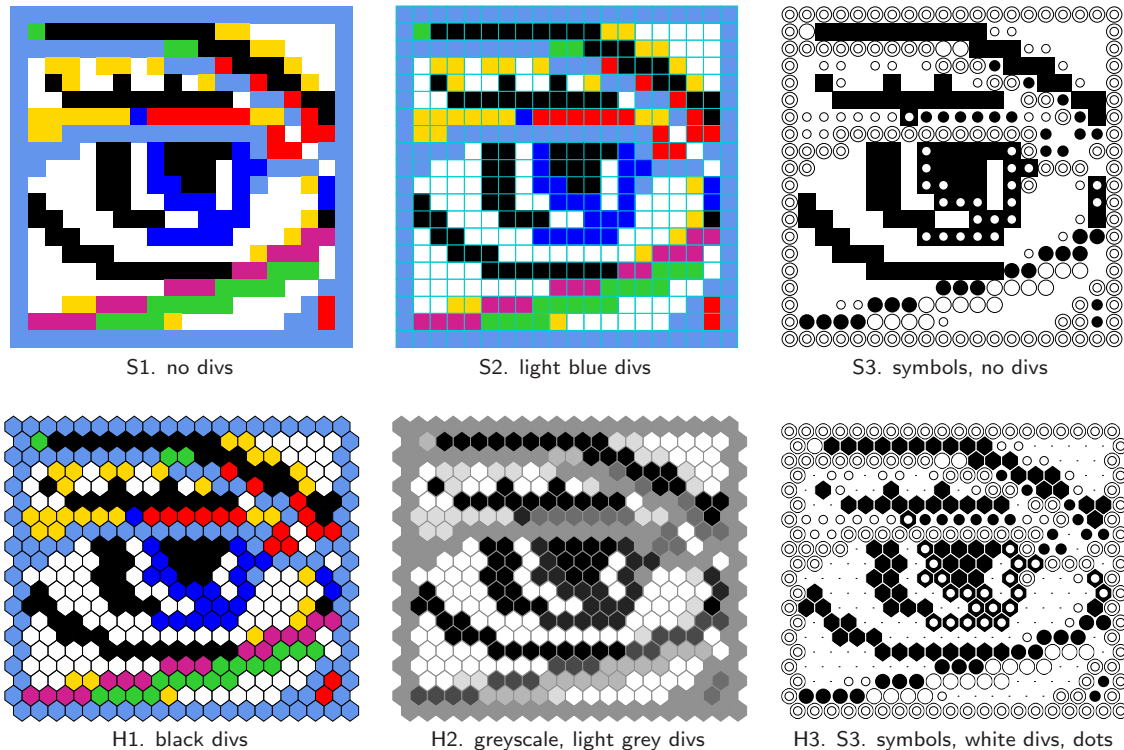 S1. no divs
S2. light blue divs
S3. symbols, no divs
H1. black divs
H2. greyscale, light grey divs
H3. S3. symbols, white divs, dots